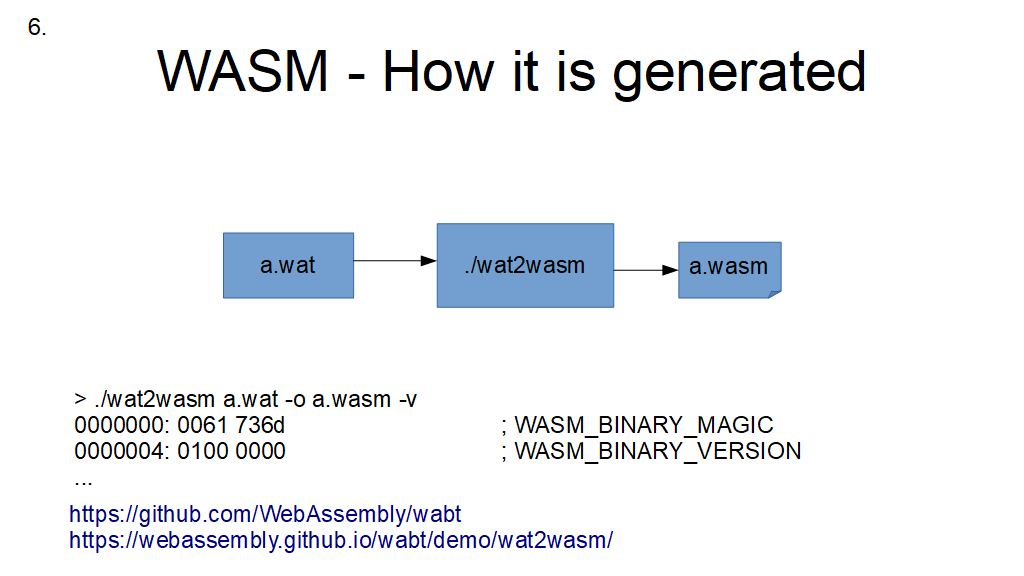 6.
WASM - How it is generated
a.wat
./wat2wasm
a.wasm
> ./wat2wasm a.wat -o a.wasm -v
0000000: 0061 736d ; WASM_BINARY_MAGIC
0000004: 0100 0000 ; WASM_BINARY_VERSION
...
https://github.com/WebAssembly/wabt
https://webassembly.github.io/wabt/demo/wat2wasm/